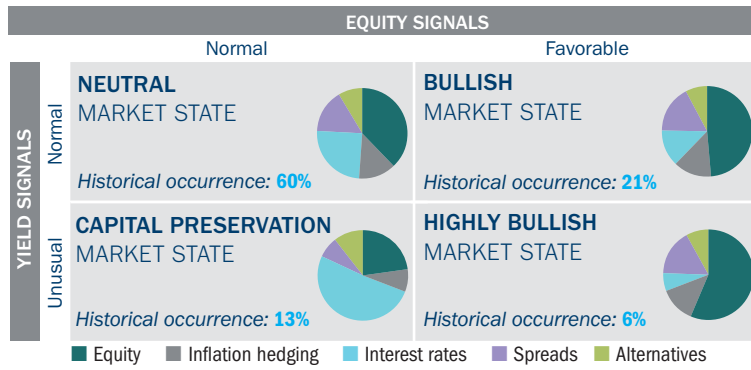 EQUITY SIGNALS
Normal
Favorable
YIELD SIGNALS
Normal
NEUTRAL
MARKET STATE
Historical occurrence: 60%
BULLISH
MARKET STATE
Historical occurrence: 21%
Unusual
CAPITAL PRESERVATION
MARKET STATE
Historical occurrence: 13%
HIGHLY BULLISH
MARKET STATE
Historical occurrence: 6%
Equity
Inflation hedging
Interest rates
Spreads
Alternatives